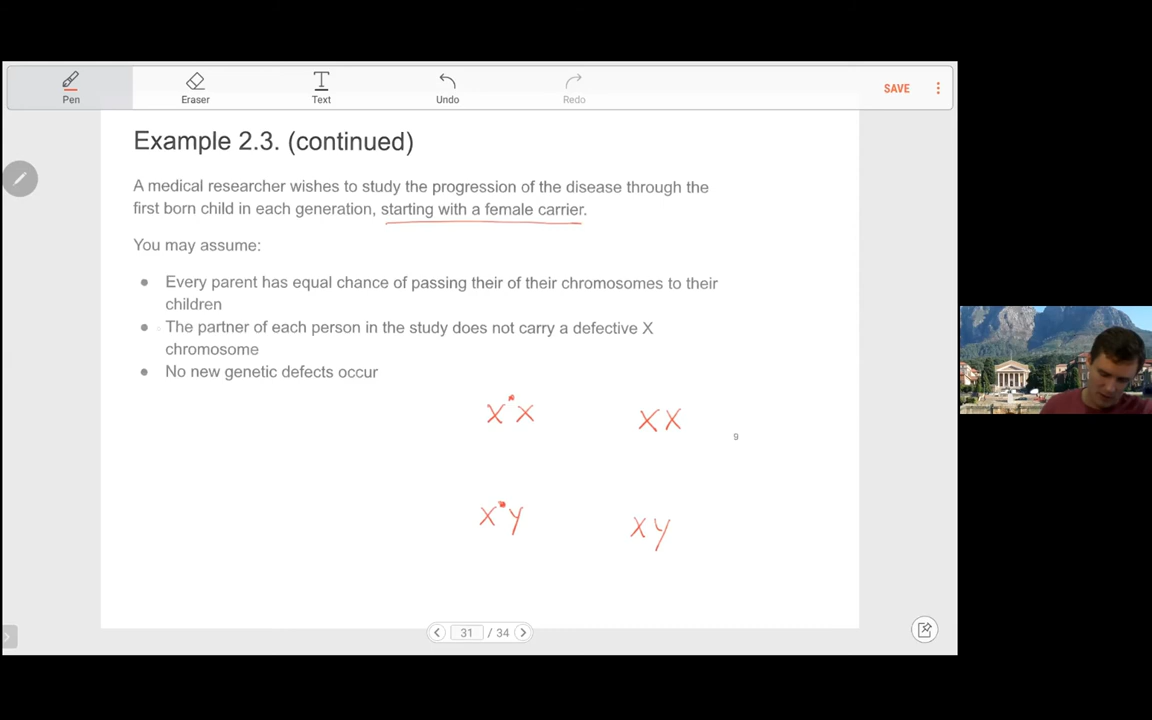 Pen
Eraser
Text
Undo
Redo
SAVE
Example 2.3. (continued)
A medical researcher wishes to study the progression of the disease through the
first born child in each generation, starting with a female carrier.
You may assume:
Every parent has equal chance of passing their of their chromosomes to their
children
The partner of each person in the study does not carry a defective X
chromosome
No new genetic defects occur
X*X XX
9
X*y Xy
31 / 34